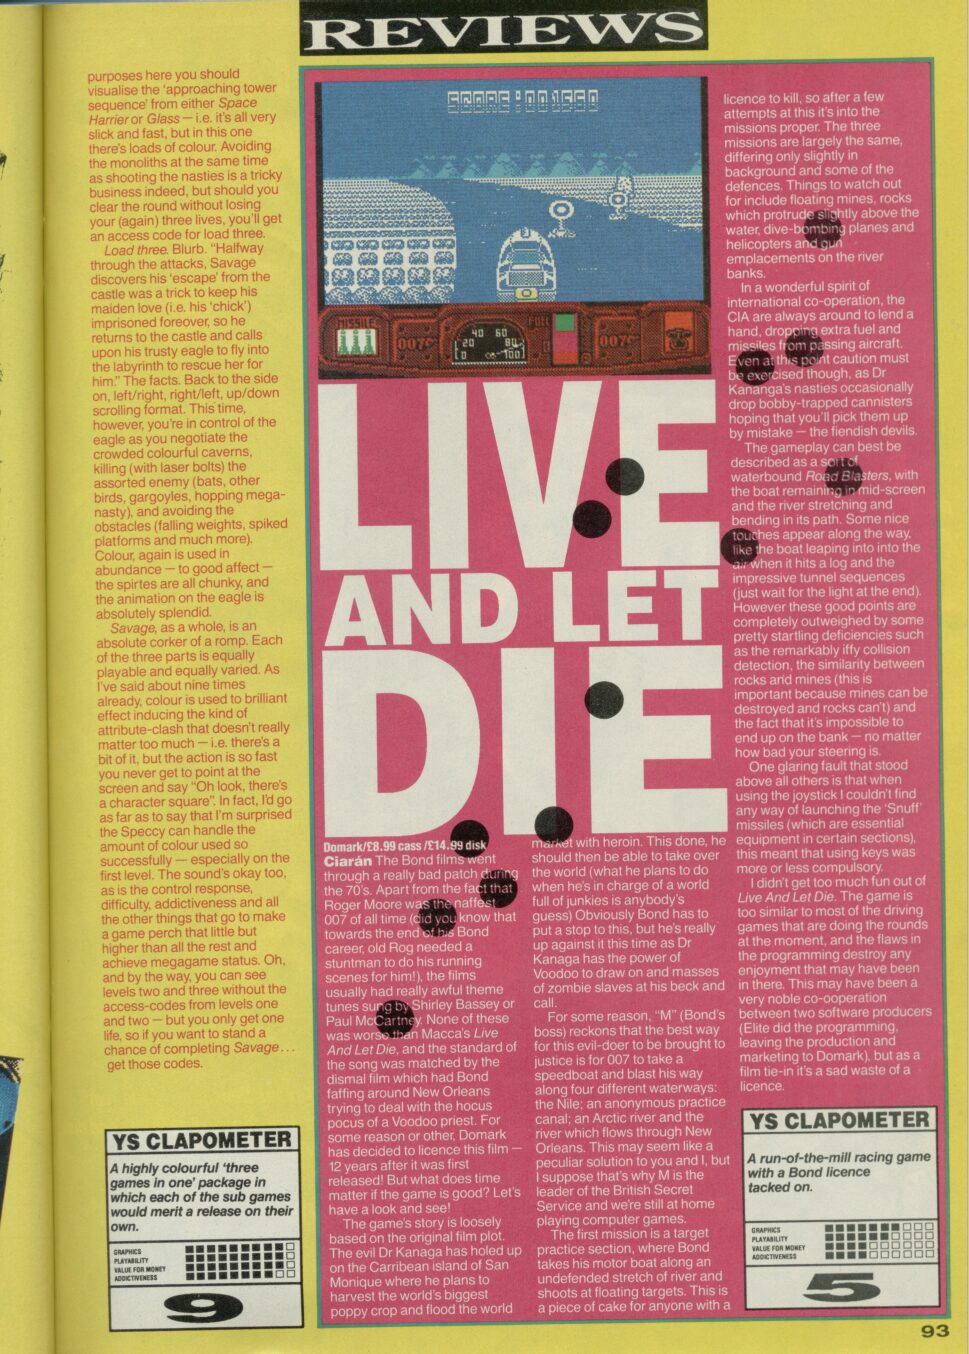 REVIEWS
purposes here you should
visualise the ‘approaching tower
sequence’ from either Space
Harrier or Glass — i.e. it’s all very
slick and fast, but in this one
there’s loads of colour. Avoiding
the monoliths at the same time
as shooting the nasties is a tricky
business indeed, but should you
clear the round without losing
your (again) three lives, you’ll get
an access code for load three.
Load three. Blurb. “Halfway
through the attacks, Savage
discovers his ‘escape’ from the
castle was a trick to keep his
maiden love (i.e. his ‘chick’)
imprisoned foreover, so he
returns to the castle and calls
upon his trusty eagle to fly into
the labyrinth to rescue her for
him.” The facts. Back to the side
on, left/right, right/left, up/down
scrolling format. This time,
however, you’re in control of the
eagle as you negotiate the
crowded colourful caverns,
killing (with laser bolts) the
assorted enemy (bats, other
birds, gargoyles, hopping mega-
nasty), and avoiding the
obstacles (falling weights, spiked
platforms and much more).
Colour, again is used in
abundance — to good affect —
the spirtes are all chunky, and
the animation on the eagle is
absolutely splendid.
Savage, as a whole, is an
absolute corker of a romp. Each
of the three parts is equally
playable and equally varied. As
I’ve said about nine times
already, colour is used to brilliant
effect inducing the kind of
attribute-clash that doesn’t really
matter too much — i.e. there’s a
bit of it, but the action is so fast
you never get to point at the
screen and say “Oh look, there’s
a character square”. In fact, I’d go
as far as to say that I’m surprised
the Speccy can handle the
amount of colour used so
successfully — especially on the
first level. The sound’s okay too,
as is the control response,
difficulty, addictiveness and all
the other things that go to make
a game perch that little but
higher than all the rest and
achieve megagame status. Oh,
and by the way, you can see
levels two and three without the
access-codes from levels one
and two — but you only get one
life, so if you want to stand a
chance of completing Savage...
get those codes.
YS CLAPOMETER
A highly colourful ‘three
games in one’ package in
which each of the sub games
would merit a release on their
own.
GRAPHICS
PLAYABILITY
VALUE FOR MONEY
ADDICTIVENESS
9
SCORE
MISSILE
007
40 60
20 80
0 100
FUEL
007
LIVE
AND LET
DIE
Domark/£8.99 cass/£14.99 disk
Ciarán The Bond films went
through a really bad patch during
the 70’s. Apart from the fact that
Roger Moore was the naffest
007 of all time (did you know that
towards the end of his Bond
career, old Rog needed a
stuntman to do his running
scenes for him!), the films
usually had really awful theme
tunes sung by Shirley Bassey or
Paul McCartney. None of these
was worse than Macca’s Live
And Let Die, and the standard of
the song was matched by the
dismal film which had Bond
faffing around New Orleans
trying to deal with the hocus
pocus of a Voodoo priest. For
some reason or other, Domark
has decided to licence this film —
12 years after it was first
released! But what does time
matter if the game is good? Let’s
have a look and see!
The game’s story is loosely
based on the original film plot.
The evil Dr Kanaga has holed up
on the Carribean island of San
Monique where he plans to
harvest the world’s biggest
poppy crop and flood the world
market with heroin. This done, he
should then be able to take over
the world (what he plans to do
when he’s in charge of a world
full of junkies is anybody’s
guess) Obviously Bond has to
put a stop to this, but he’s really
up against it this time as Dr
Kanaga has the power of
Voodoo to draw on and masses
of zombie slaves at his beck and
call.
For some reason, “M” (Bond’s
boss) reckons that the best way
for this evil-doer to be brought to
justice is for 007 to take a
speedboat and blast his way
along four different waterways:
the Nile; an anonymous practice
canal; an Arctic river and the
river which flows through New
Orleans. This may seem like a
peculiar solution to you and I, but
I suppose that’s why M is the
leader of the British Secret
Service and we’re still at home
playing computer games.
The first mission is a target
practice section, where Bond
takes his motor boat along an
undefended stretch of river and
shoots at floating targets. This is
a piece of cake for anyone with a
licence to kill, so after a few
attempts at this it’s into the
missions proper. The three
missions are largely the same,
differing only slightly in
background and some of the
defences. Things to watch out
for include floating mines, rocks
which protrude slightly above the
water, dive-bombing planes and
helicopters and gun
emplacements on the river
banks.
In a wonderful spirit of
international co-operation, the
CIA are always around to lend a
hand, dropping extra fuel and
missiles from passing aircraft.
Even at this point caution must
be exercised though, as Dr
Kananga’s nasties occasionally
drop bobby-trapped cannisters
hoping that you’ll pick them up
by mistake — the fiendish devils.
The gameplay can best be
described as a sort of
waterbound Road Blasters, with
the boat remaining in mid-screen
and the river stretching and
bending in its path. Some nice
touches appear along the way,
like the boat leaping into into the
air when it hits a log and the
impressive tunnel sequences
(just wait for the light at the end).
However these good points are
completely outweighed by some
pretty startling deficiencies such
as the remarkably iffy collision
detection, the similarity between
rocks and mines (this is
important because mines can be
destroyed and rocks can’t) and
the fact that it’s impossible to
end up on the bank — no matter
how bad your steering is.
One glaring fault that stood
above all others is that when
using the joystick I couldn’t find
any way of launching the ‘Snuff’
missiles (which are essential
equipment in certain sections),
this meant that using keys was
more or less compulsory.
I didn’t get too much fun out of
Live And Let Die. The game is
too similar to most of the driving
games that are doing the rounds
at the moment, and the flaws in
the programming destroy any
enjoyment that may have been
in there. This may have been a
very noble co-ooperation
between two software producers
(Elite did the programming,
leaving the production and
marketing to Domark), but as a
film tie-in it’s a sad waste of a
licence.
YS CLAPOMETER
A run-of-the-mill racing game
with a Bond licence
tacked on.
GRAPHICS
PLAYABILITY
VALUE FOR MONEY
ADDICTIVENESS
5
93